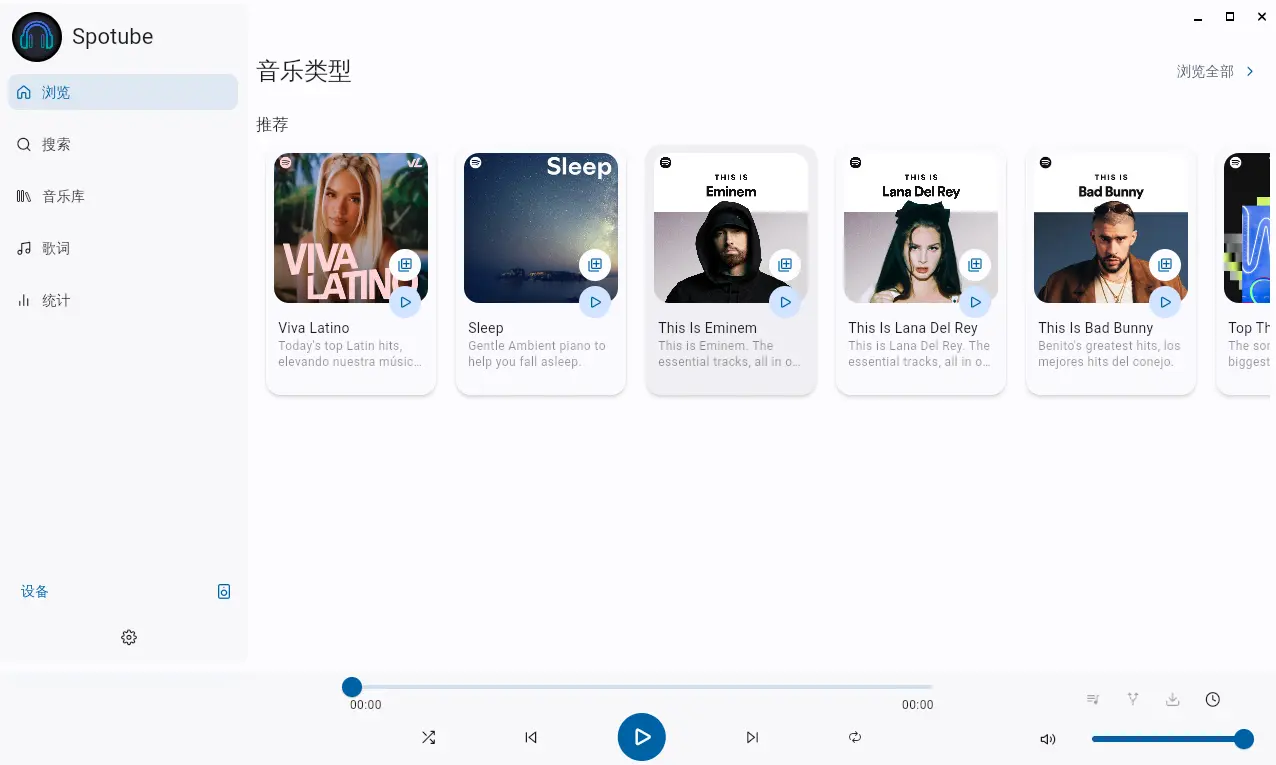 Spotube
浏览
搜索
音乐库
歌词
统计
设备
音乐类型
浏览全部
推荐
VL
VIVA
LATINO
Viva Latino
Today's top Latin hits,
elevando nuestra músic...
Sleep
Sleep
Gentle Ambient piano to
help you fall asleep.
THIS IS
Eminem
This Is Eminem
This is Eminem. The
essential tracks, all in o...
THIS IS
Lana Del Rey
This Is Lana Del Rey
This is Lana Del Rey. The
essential tracks, all in o...
THIS IS
Bad Bunny
This Is Bad Bunny
Benito's greatest hits, los
mejores hits del conejo.
Top Th
The sor
biggest
00:00
00:00